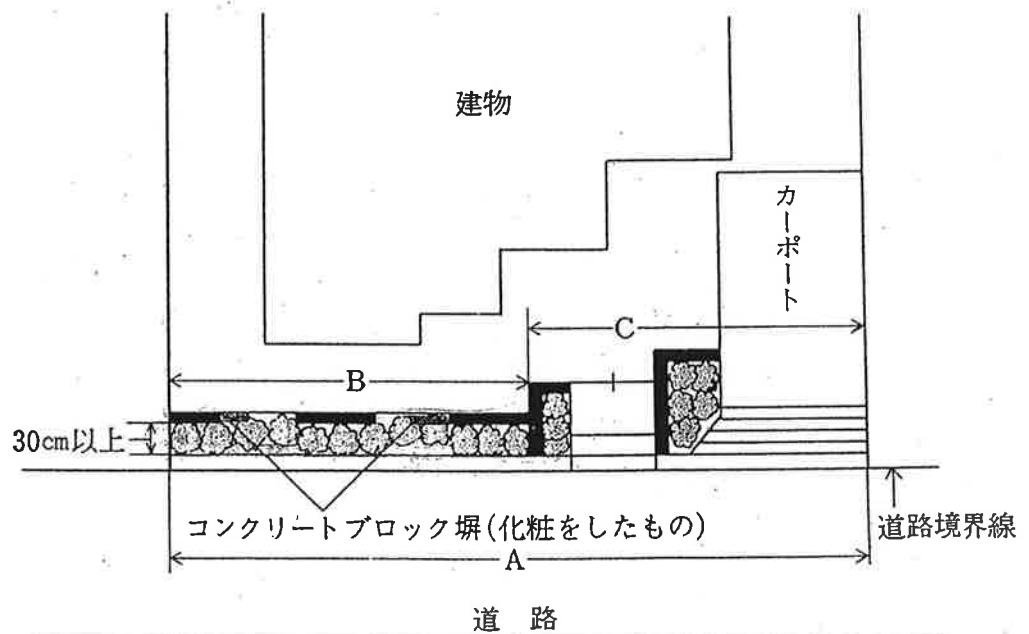 建物
カーポート
C
B
30cm以上
コンクリートブロック塀(化粧をしたもの)
道路境界線
A
道 路